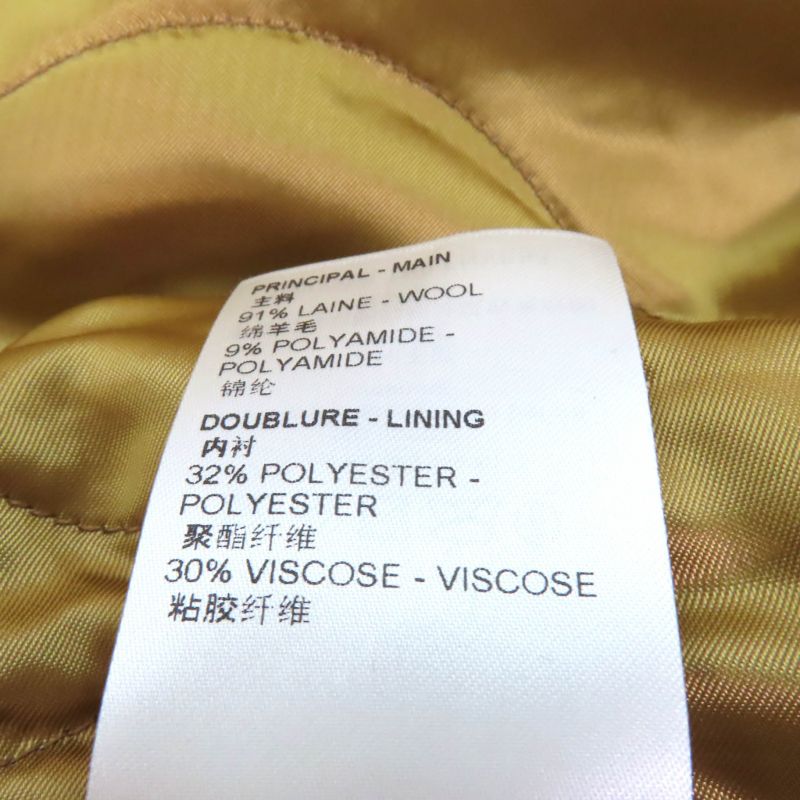 PRINCIPAL - MAIN
主料
91% LAINE - WOOL
绵羊毛
9% POLYAMIDE -
POLYAMIDE
锦纶
DOUBLURE - LINING
内衬
32% POLYESTER -
POLYESTER
聚酯纤维
30% VISCOSE - VISCOSE
粘胶纤维